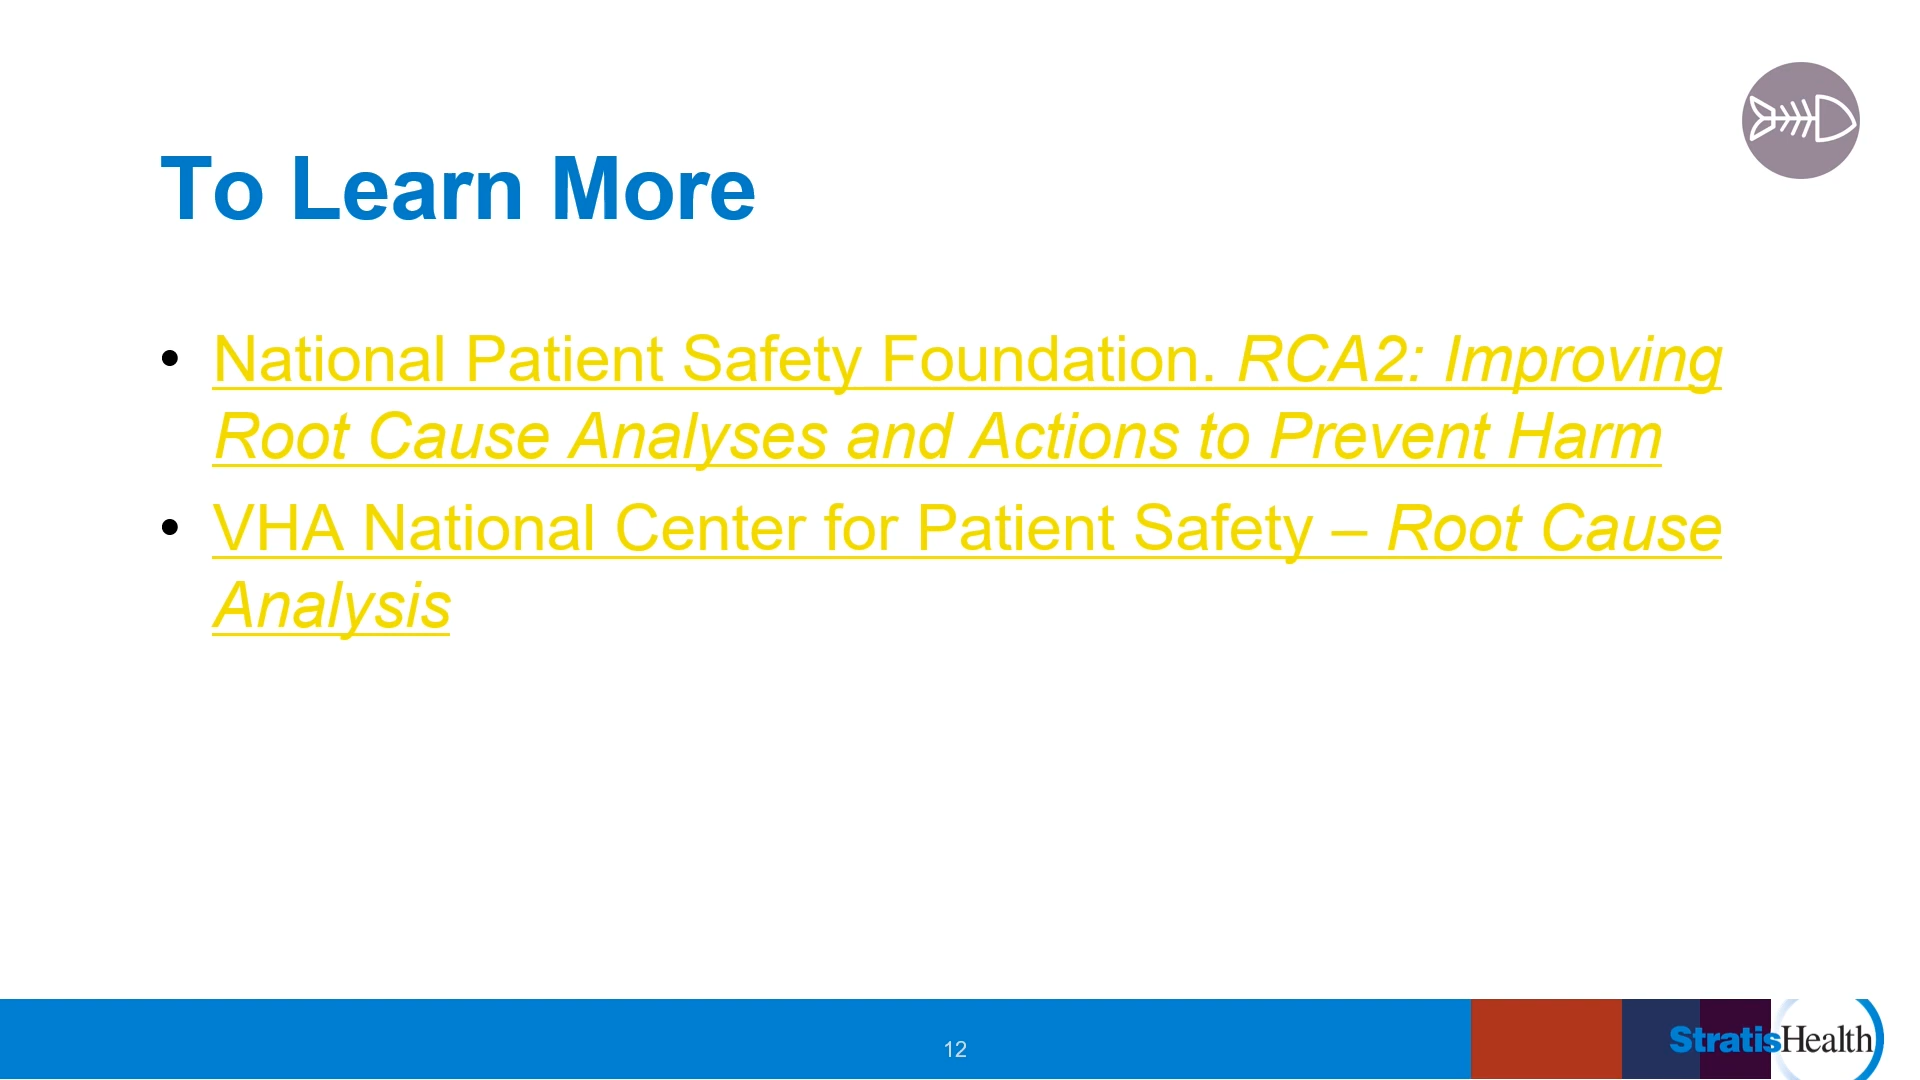 To Learn More
• National Patient Safety Foundation. RCA2: Improving
Root Cause Analyses and Actions to Prevent Harm
• VHA National Center for Patient Safety – Root Cause
Analysis
12
StratisHealth